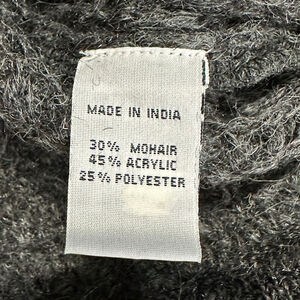 MADE IN INDIA
30% MOHAIR
45% ACRYLIC
25% POLYESTER